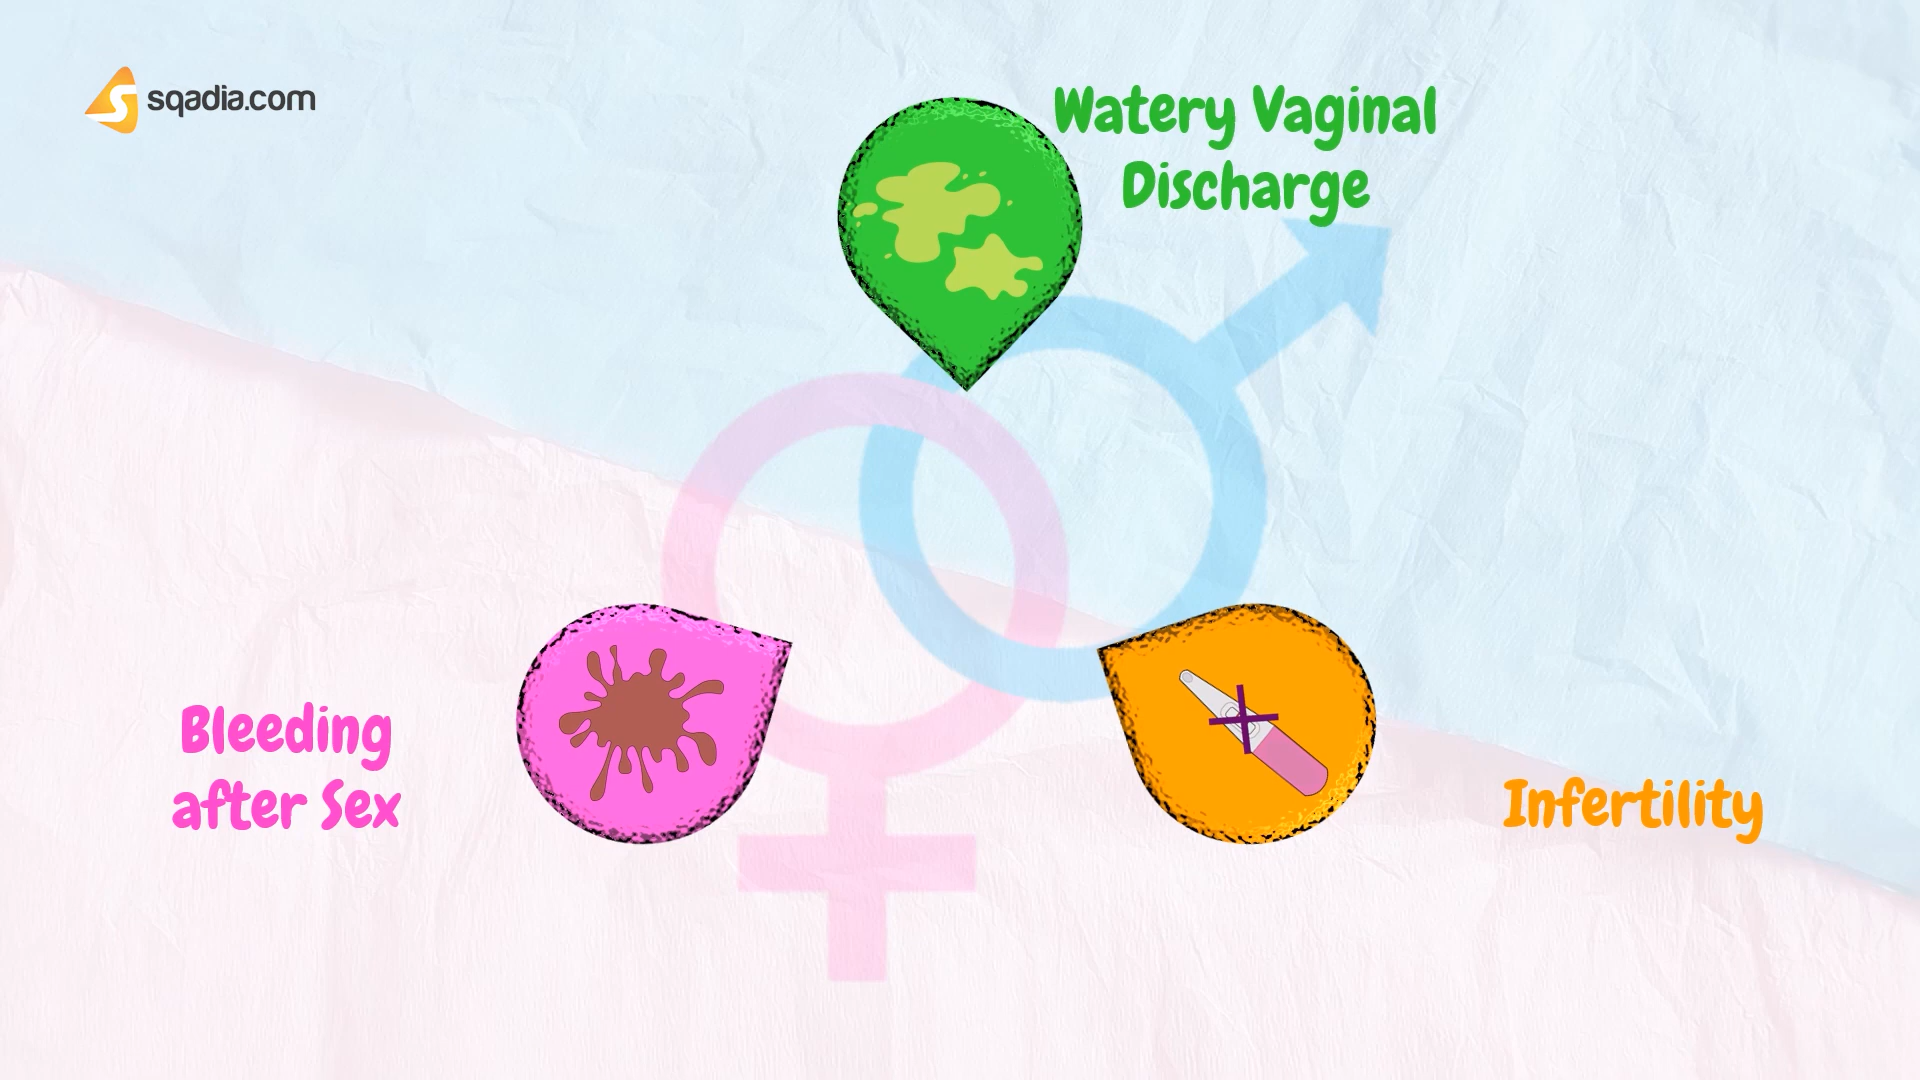 sqadia.com
Watery Vaginal
Discharge
Bleeding
after Sex
Infertility